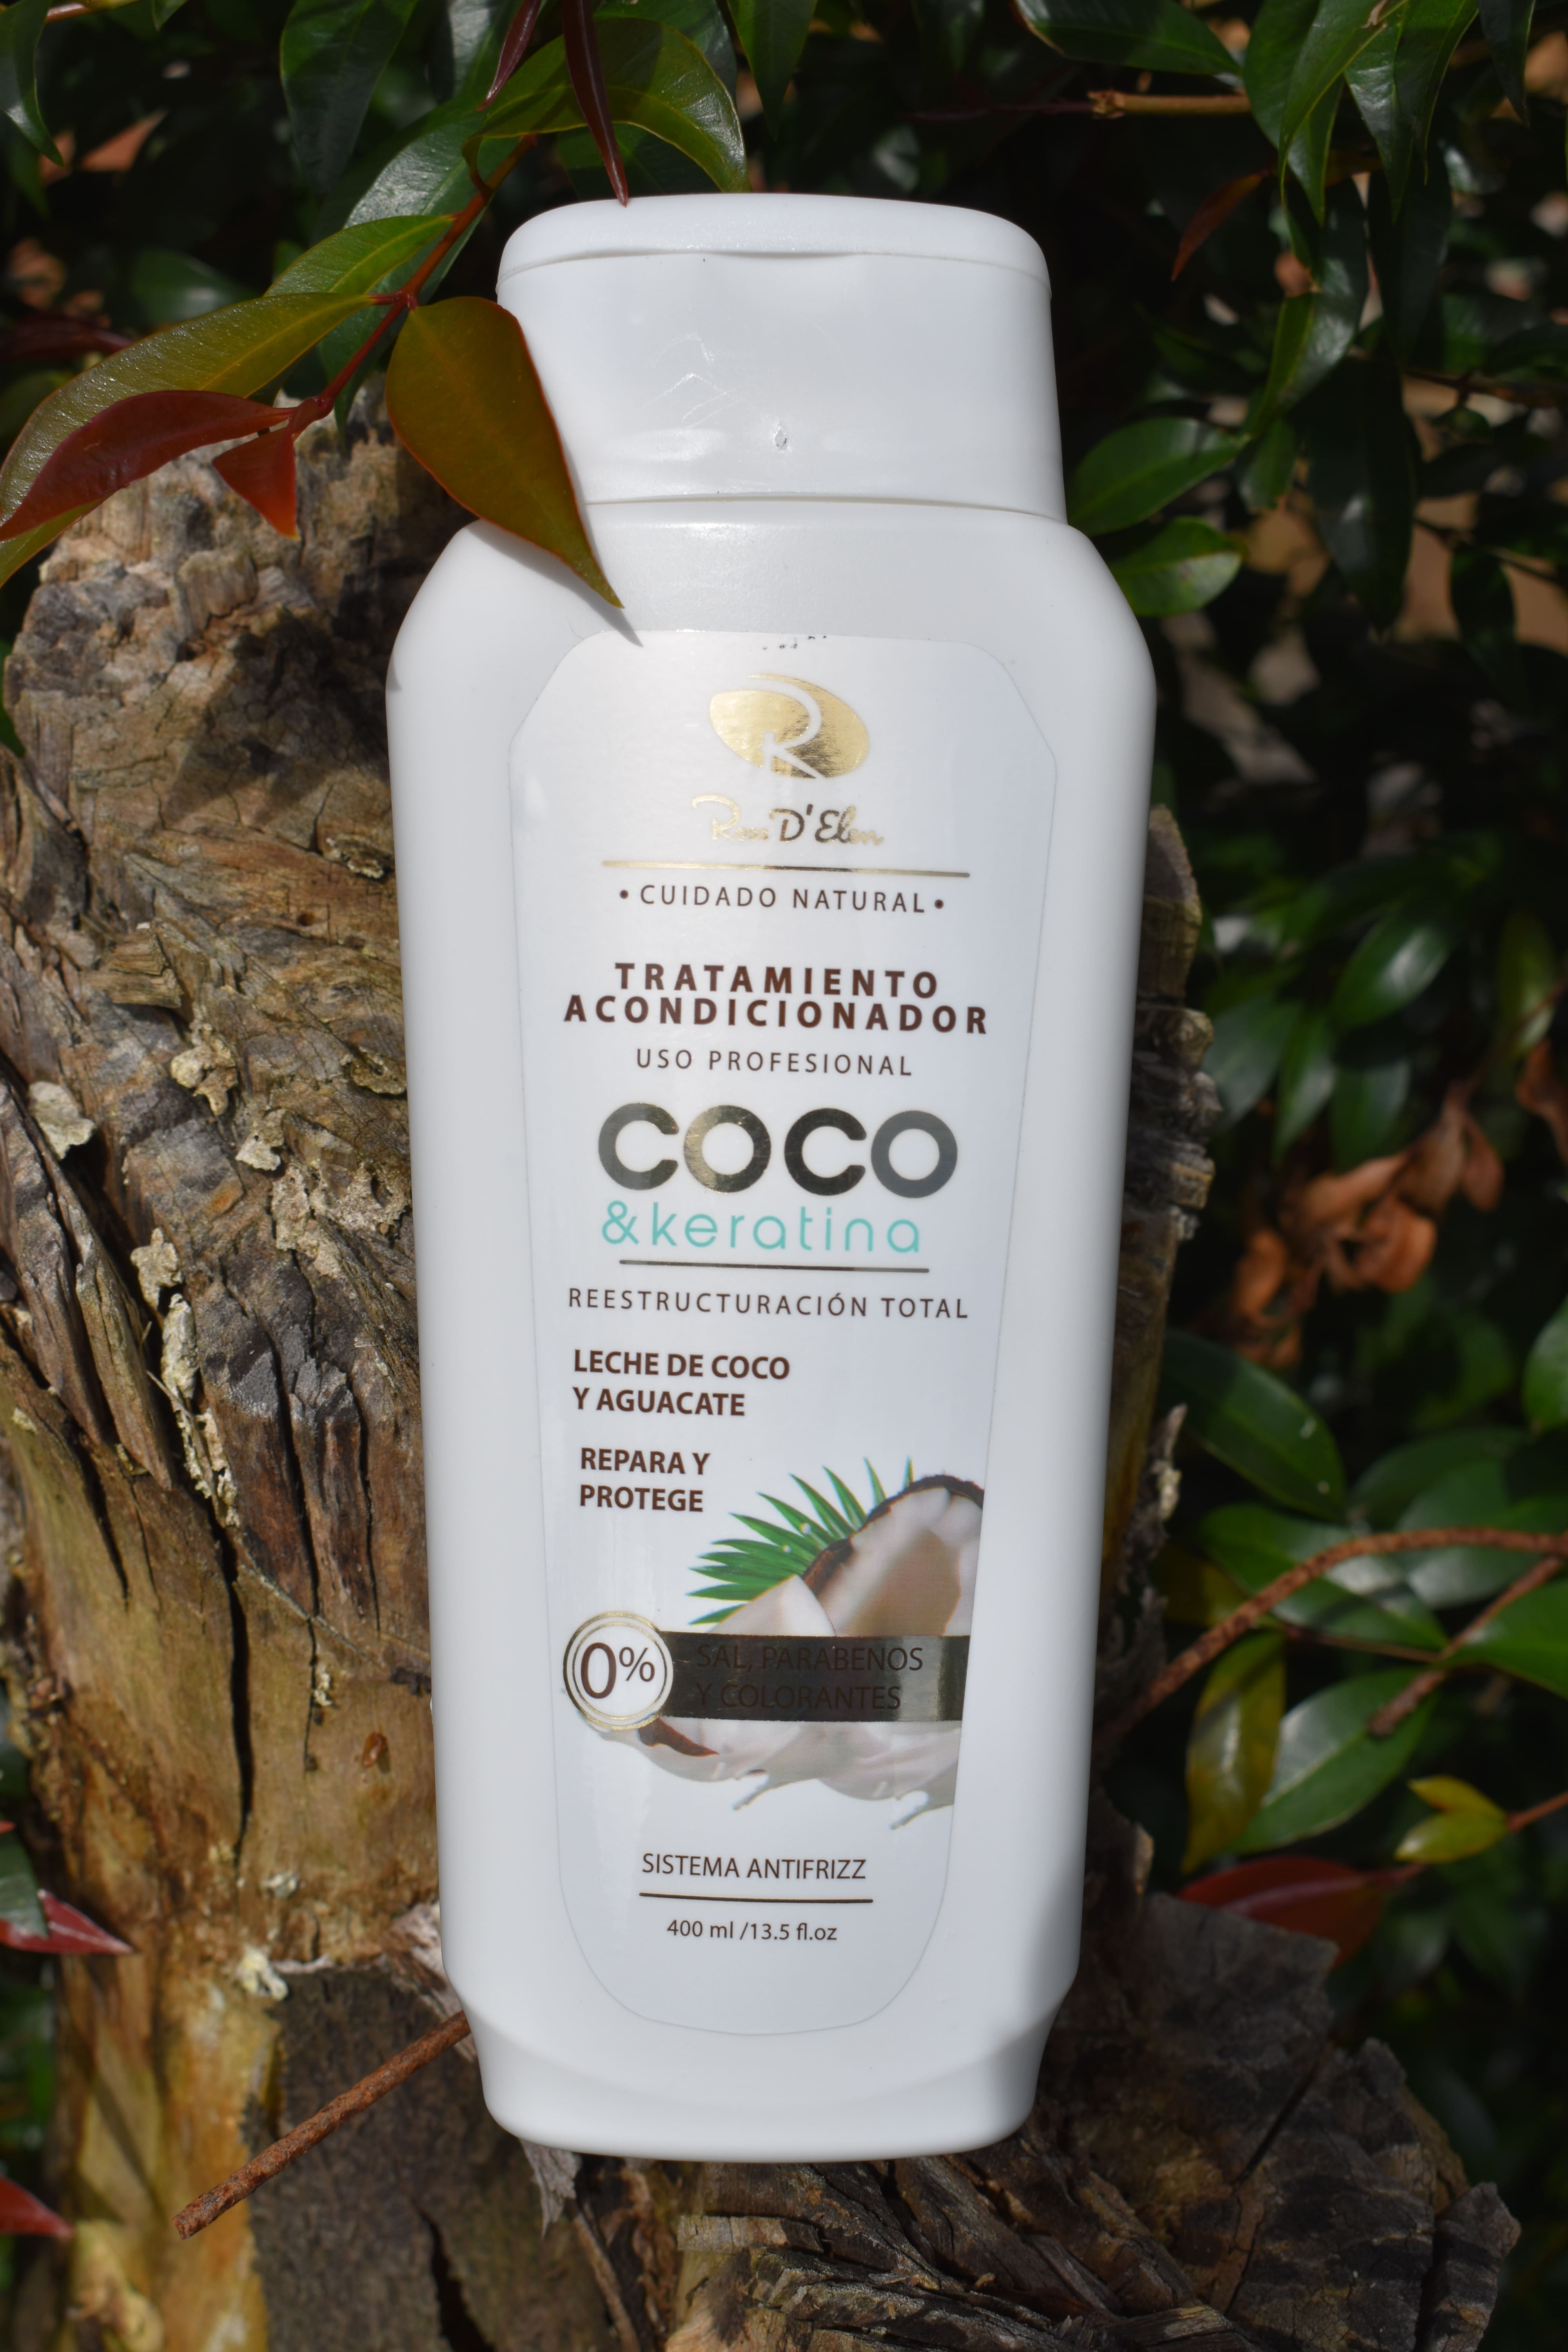 R
D'Elen
• CUIDADO NATURAL •
TRATAMIENTO
ACONDICIONADOR
USO PROFESIONAL
COCO
&keratina
REESTRUCTURACIÓN TOTAL
LECHE DE COCO
Y AGUACATE
REPARA Y
PROTEGE
0% SAL, PARABENOS
Y COLORANTES
SISTEMA ANTIFRIZZ
400 ml /13.5 fl.oz